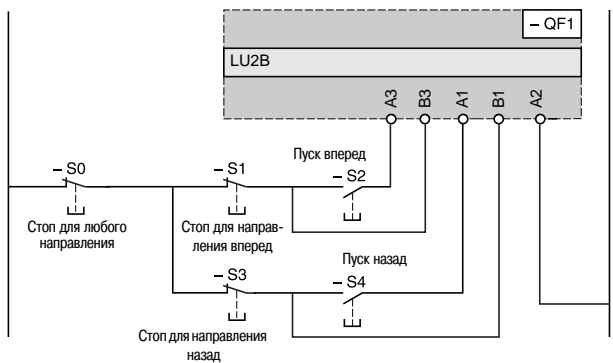 – QF1
LU2B
A3
B3
A1
B1
A2
Пуск вперед
– S0
– S1
– S2
Стоп для любого
направления
Стоп для направ-
ления вперед
Пуск назад
– S3
– S4
Стоп для направления
назад